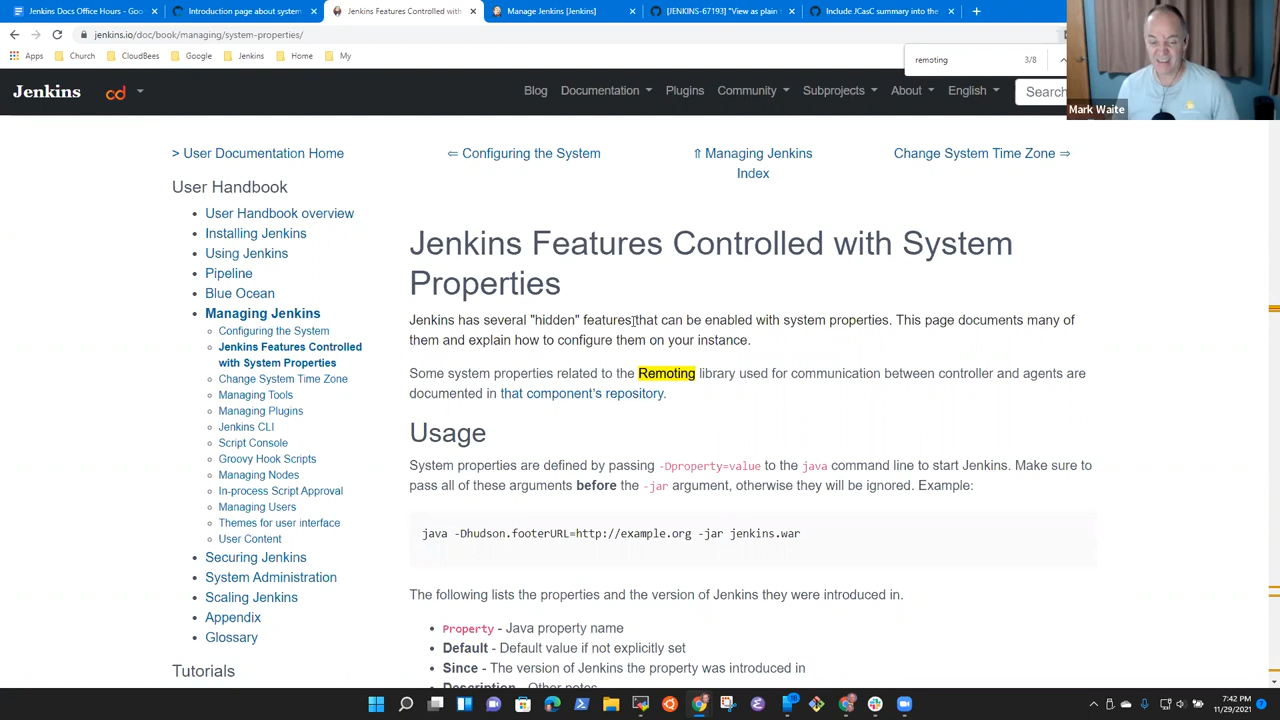 Jenkins Docs Office Hours - Goo
Introduction page about system
Jenkins Features Controlled with
Manage Jenkins [Jenkins]
[JENKINS-67193] "View as plain
Include JCasC summary into the
jenkins.io/doc/book/managing/system-properties/
remoting
3/8
Apps
Church
CloudBees
Google
Jenkins
Home
My
Mark Waite
Jenkins
cd
Blog
Documentation
Plugins
Community
Subprojects
About
English
Search
> User Documentation Home
⇐ Configuring the System
⇑ Managing Jenkins
Index
Change System Time Zone ⇒
User Handbook
User Handbook overview
Installing Jenkins
Using Jenkins
Pipeline
Blue Ocean
Managing Jenkins
Configuring the System
Jenkins Features Controlled
with System Properties
Change System Time Zone
Managing Tools
Managing Plugins
Jenkins CLI
Script Console
Groovy Hook Scripts
Managing Nodes
In-process Script Approval
Managing Users
Themes for user interface
User Content
Securing Jenkins
System Administration
Scaling Jenkins
Appendix
Glossary
Tutorials
Jenkins Features Controlled with System
Properties
Jenkins has several "hidden" features that can be enabled with system properties. This page documents many of
them and explain how to configure them on your instance.
Some system properties related to the Remoting library used for communication between controller and agents are
documented in that component's repository.
Usage
System properties are defined by passing -Dproperty=value to the java command line to start Jenkins. Make sure to
pass all of these arguments before the -jar argument, otherwise they will be ignored. Example:
java -Dhudson.footerURL=http://example.org -jar jenkins.war
The following lists the properties and the version of Jenkins they were introduced in.
Property - Java property name
Default - Default value if not explicitly set
Since - The version of Jenkins the property was introduced in
Description - Other notes
7:42 PM
11/29/2021